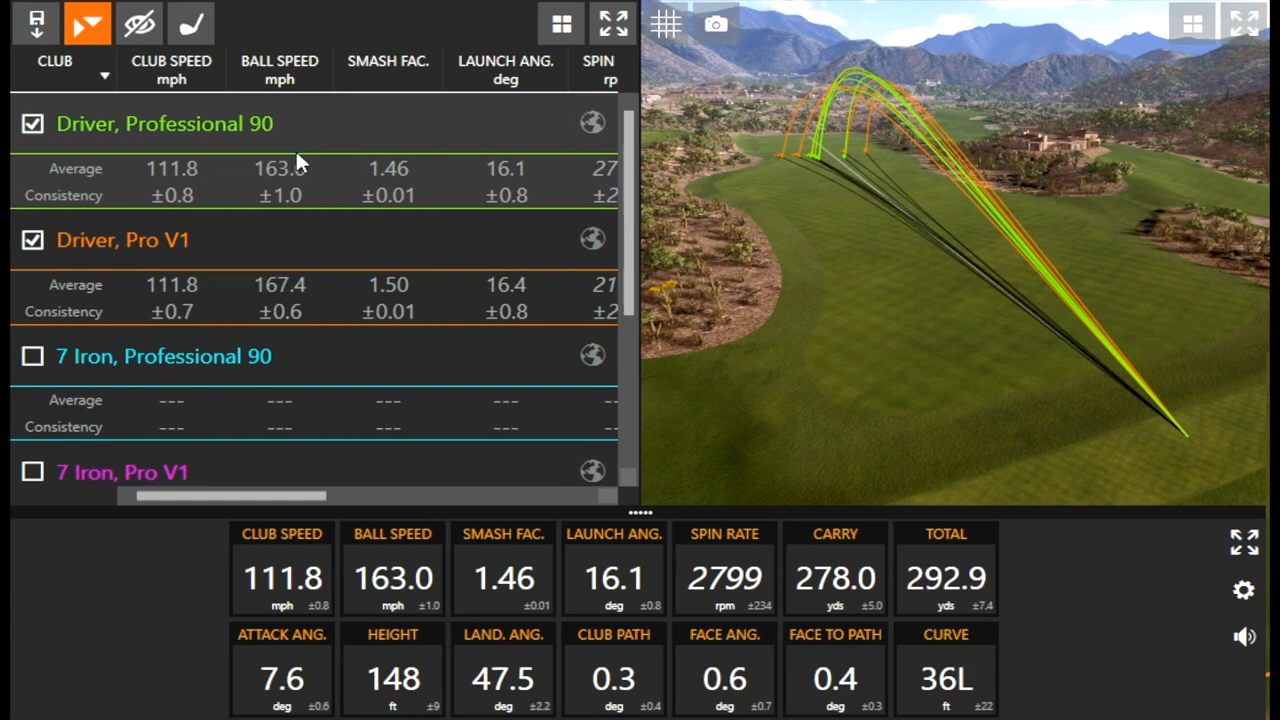 CLUB CLUB SPEED BALL SPEED SMASH FAC. LAUNCH ANG. SPIN
mph mph deg rp
Driver, Professional 90
Average 111.8 163. 1.46 16.1 27
Consistency ±0.8 ±1.0 ±0.01 ±0.8 ±2
Driver, Pro V1
Average 111.8 167.4 1.50 16.4 21
Consistency ±0.7 ±0.6 ±0.01 ±0.8 ±2
7 Iron, Professional 90
Average --- --- --- --- --
Consistency --- --- --- --- --
7 Iron, Pro V1
CLUB SPEED BALL SPEED SMASH FAC. LAUNCH ANG. SPIN RATE CARRY TOTAL
111.8 163.0 1.46 16.1 2799 278.0 292.9
mph ±0.8 mph ±1.0 ±0.01 deg ±0.8 rpm ±234 yds ±5.0 yds ±7.4
ATTACK ANG. HEIGHT LAND. ANG. CLUB PATH FACE ANG. FACE TO PATH CURVE
7.6 148 47.5 0.3 0.6 0.4 36L
deg ±0.6 ft ±9 deg ±2.2 deg ±0.4 deg ±0.7 deg ±0.3 ft ±22